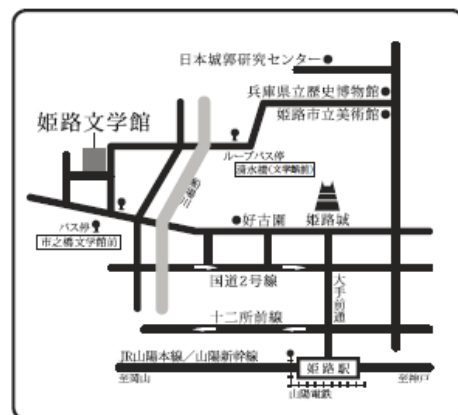 日本城郭研究センター
兵庫県立歴史博物館
姫路市立美術館
姫路文学館
ループバス停
清水橋(文学館前)
バス停
市之橋文学館前
好古園
姫路城
国道2号線
大手前通
十二所前線
JR山陽本線/山陽新幹線
姫路駅
至岡山
至神戸
山陽電鉄